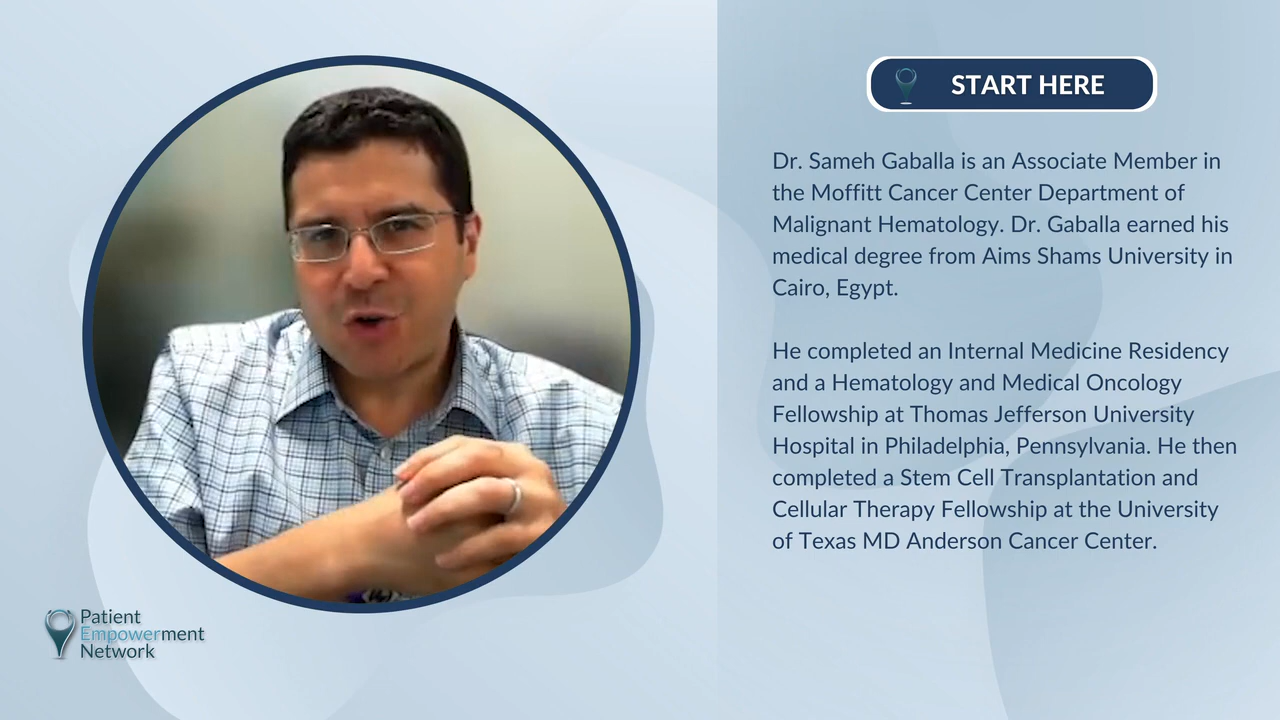 START HERE
Dr. Sameh Gaballa is an Associate Member in
the Moffitt Cancer Center Department of
Malignant Hematology. Dr. Gaballa earned his
medical degree from Aims Shams University in
Cairo, Egypt.
He completed an Internal Medicine Residency
and a Hematology and Medical Oncology
Fellowship at Thomas Jefferson University
Hospital in Philadelphia, Pennsylvania. He then
completed a Stem Cell Transplantation and
Cellular Therapy Fellowship at the University
of Texas MD Anderson Cancer Center.
Patient
Empowerment
Network